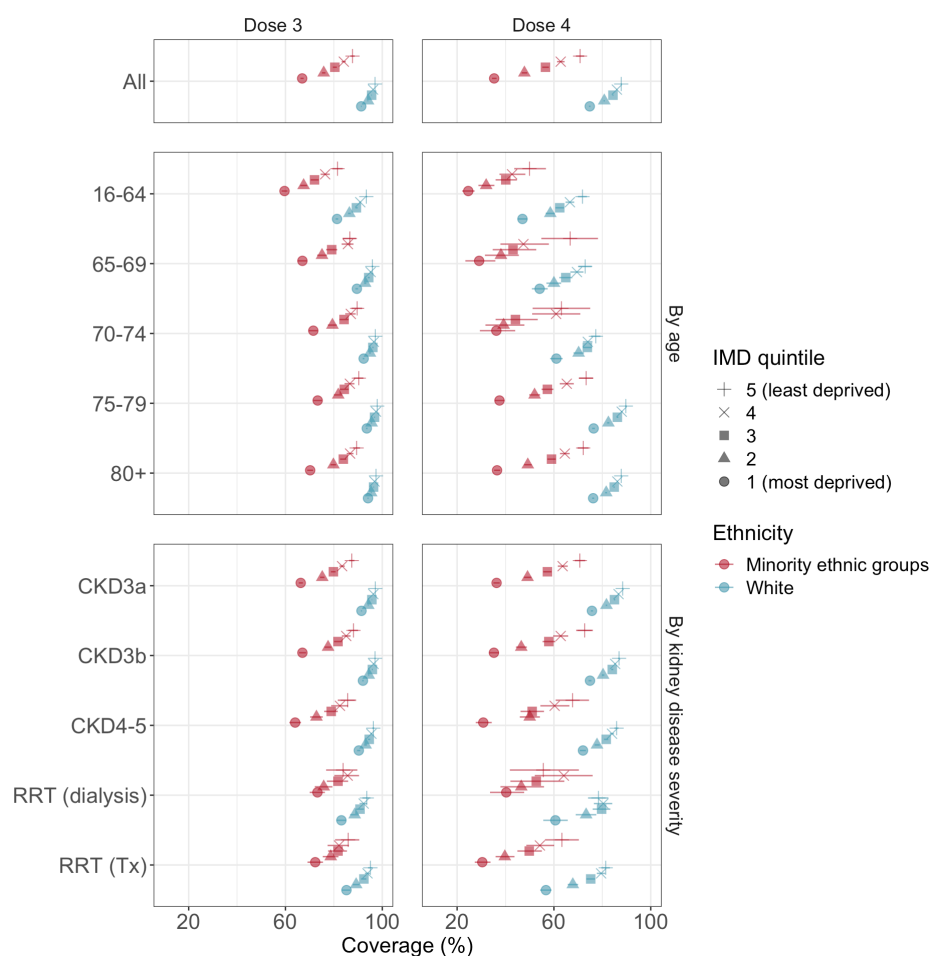 Dose 3
Dose 4
All
16-64
65-69
70-74
75-79
80+
By age
CKD3a
CKD3b
CKD4-5
RRT (dialysis)
RRT (Tx)
By kidney disease severity
20 60 100
20 60 100
Coverage (%)
IMD quintile
5 (least deprived)
4
3
2
1 (most deprived)
Ethnicity
Minority ethnic groups
White